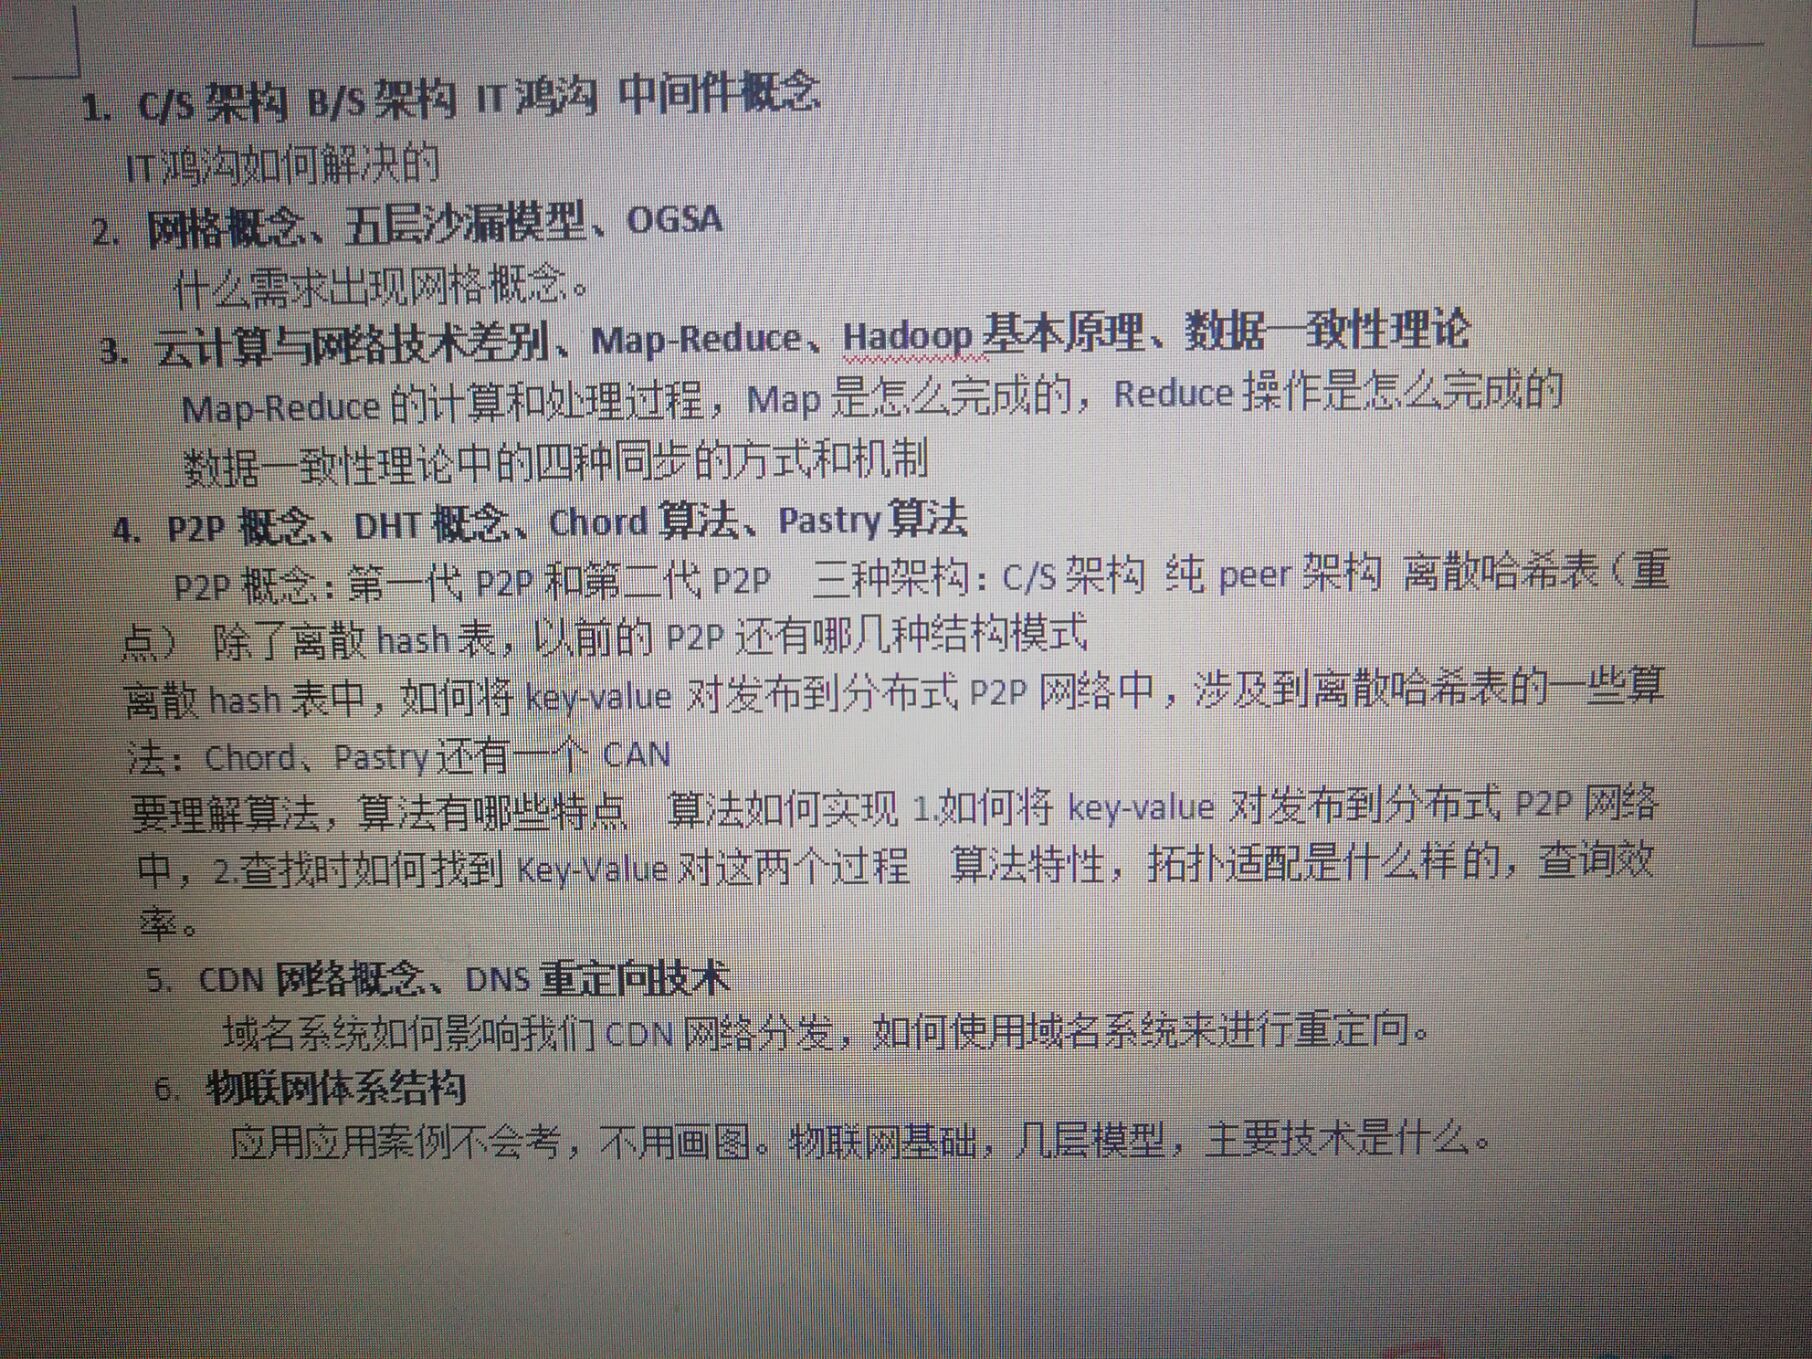 1. C/S 架构 B/S 架构 IT 鸿沟 中间件概念
IT 鸿沟如何解决的
2. 网格概念、五层沙漏模型、OGSA
什么需求出现网格概念。
3. 云计算与网络技术差别、Map-Reduce、Hadoop 基本原理、数据一致性理论
Map-Reduce 的计算和处理过程，Map 是怎么完成的，Reduce 操作是怎么完成的
数据一致性理论中的四种同步的方式和机制
4. P2P 概念、DHT 概念、Chord 算法、Pastry 算法
P2P 概念：第一代 P2P 和第二代 P2P 三种架构：C/S 架构 纯 peer 架构 离散哈希表（重
点） 除了离散 hash 表，以前的 P2P 还有哪几种结构模式
离散 hash 表中，如何将 key-value 对发布到分布式 P2P 网络中，涉及到离散哈希表的一些算
法：Chord、Pastry 还有一个 CAN
要理解算法，算法有哪些特点 算法如何实现 1.如何将 key-value 对发布到分布式 P2P 网络
中，2.查找时如何找到 Key-Value 对这两个过程 算法特性，拓扑适配是什么样的，查询效
率。
5. CDN 网络概念、DNS 重定向技术
域名系统如何影响我们 CDN 网络分发，如何使用域名系统来进行重定向。
6. 物联网体系结构
应用应用案例不会考，不用画图。物联网基础，几层模型，主要技术是什么。